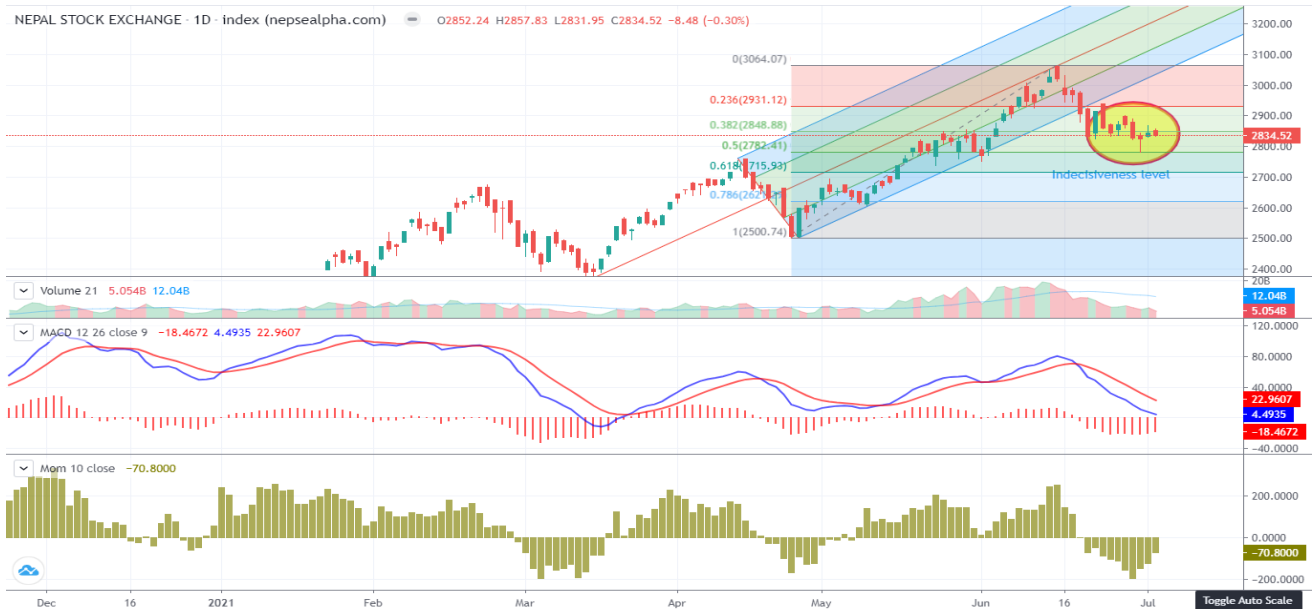 NEPAL STOCK EXCHANGE · 1D · index (nepsealpha.com) O2852.24 H2857.83 L2831.95 C2834.52 −8.48 (−0.30%)
3200.00
3100.00
0(3064.07)
3000.00
0.236(2931.12)
2900.00
0.382(2848.88)
2834.52
0.5(2782.41)
2800.00
0.618(2715.93)
Indecisiveness level
2700.00
2600.00
1(2500.74)
2500.00
2400.00
Volume 21 5.054B 12.04B
20B
12.04B
5.054B
MACD 12 26 close 9 −18.4672 4.4935 22.9607
120.0000
80.0000
40.0000
22.9607
4.4935
−18.4672
−40.0000
Mom 10 close −70.8000
200.0000
0.0000
−70.8000
−200.0000
Dec 16 2021 Feb Mar Apr May Jun 16 Jul
Toggle Auto Scale